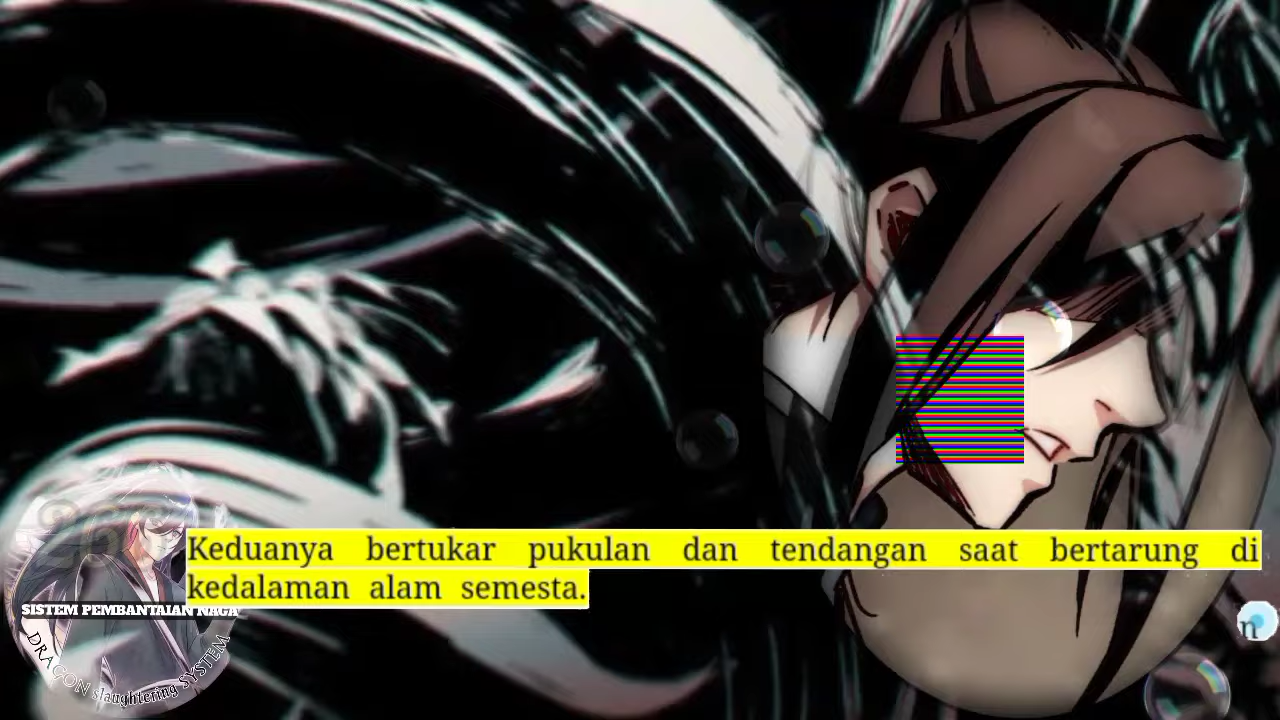 Keduanya bertukar pukulan dan tendangan saat bertarung di
kedalaman alam semesta.
SISTEM PEMBANTAIAN NAGA
DRAGON slaughtering SYSTEM
n